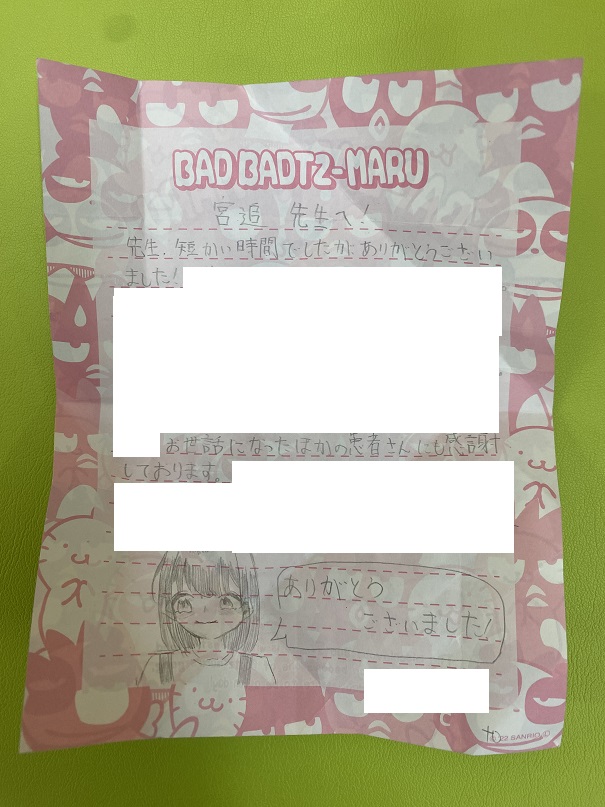 BAD BADTZ-MARU
宮追 先生へ!
先生、短かい時間でしたがありがとうござい
ました!
お世話になったほかの患者さんにも感謝
しております。
ありがとう
ございました!
22 SANRIO